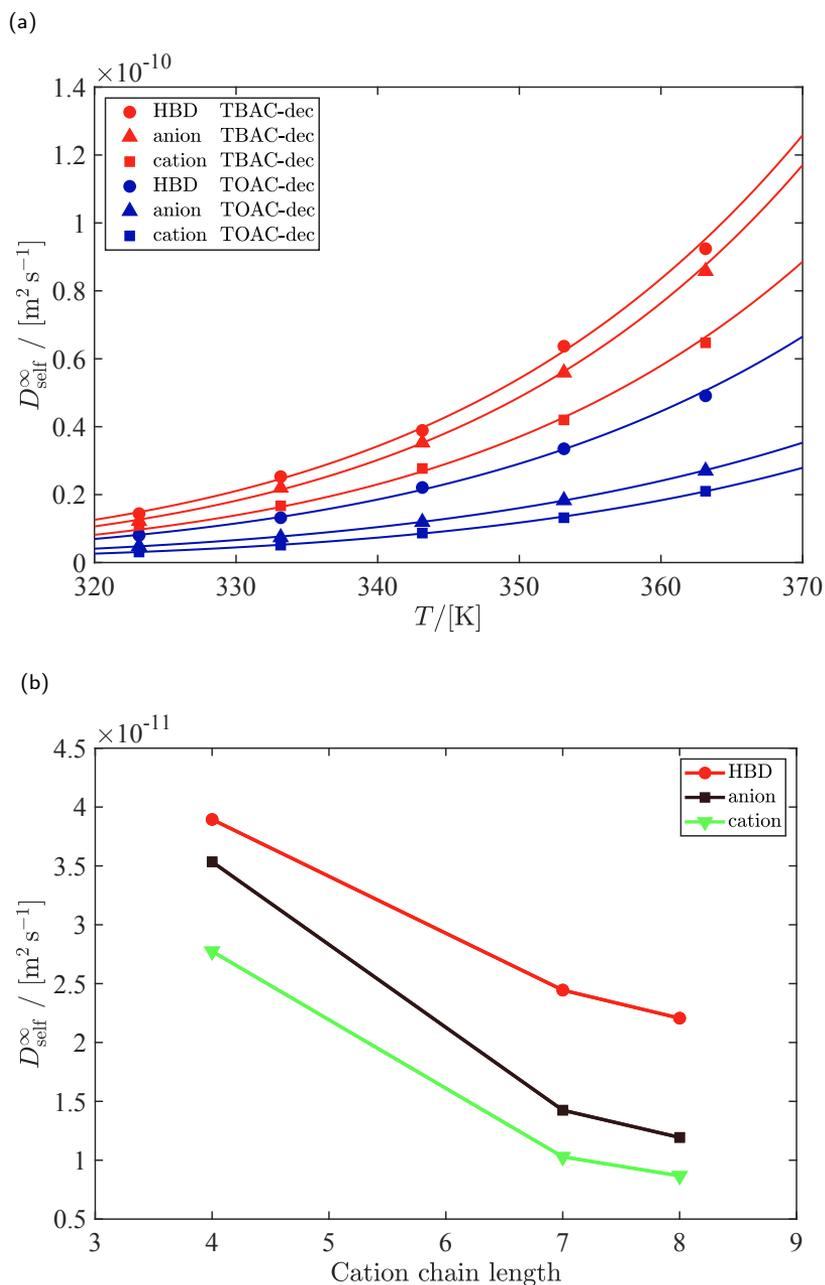 (a)
×10^-10
1.4
1.2
1
0.8
0.6
0.4
0.2
0
D^∞_self / [m² s⁻¹]
HBD TBAC-dec
anion TBAC-dec
cation TBAC-dec
HBD TOAC-dec
anion TOAC-dec
cation TOAC-dec
320 330 340 350 360 370
T/[K]
(b)
×10^-11
4.5
4
3.5
3
2.5
2
1.5
1
0.5
D^∞_self / [m² s⁻¹]
HBD
anion
cation
3 4 5 6 7 8 9
Cation chain length